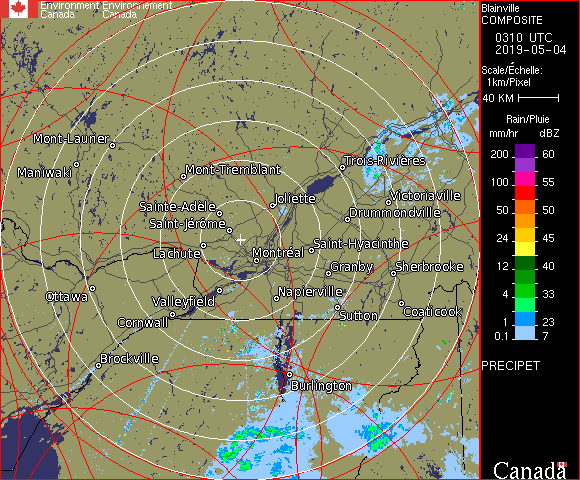 Environment Environnement
Canada Canada
Blainville
COMPOSITE
0310 UTC
2019-05-04
Scale/Échelle:
1km/Pixel
40 KM
Rain/Pluie
mm/hr dBZ
200 60
100 55
50 50
24 45
12 40
4 33
1 23
0.1 7
PRECIPET
Canada
Mont-Laurier
Maniwaki
Mont-Tremblant
Trois-Rivières
Sainte-Adèle
Joliette
Victoriaville
Saint-Jérôme
Drummondville
Lachute
Montréal
Saint-Hyacinthe
Granby
Sherbrooke
Ottawa
Valleyfield
Napierville
Cornwall
Sutton
Coaticook
Brockville
Burlington